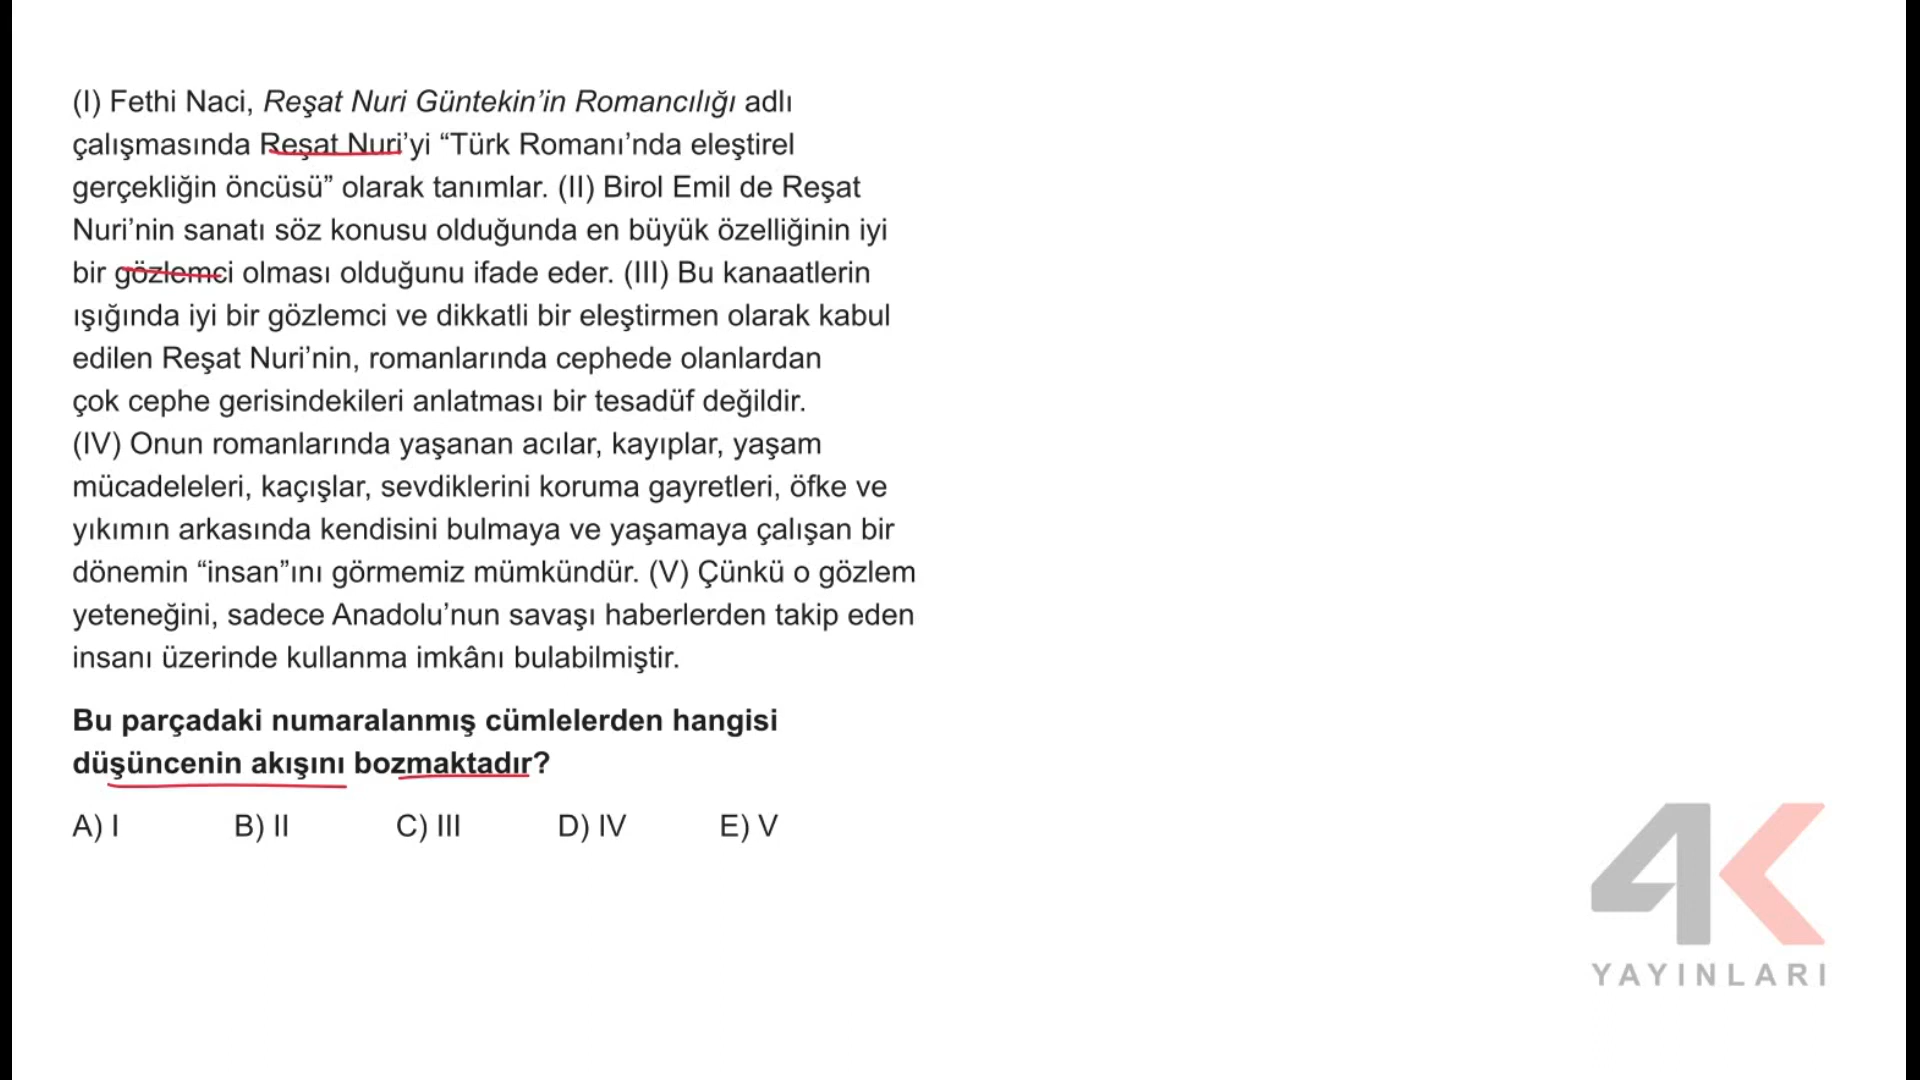 (I) Fethi Naci, Reşat Nuri Güntekin’in Romancılığı adlı
çalışmasında Reşat Nuri’yi “Türk Romanı’nda eleştirel
gerçekliğin öncüsü” olarak tanımlar. (II) Birol Emil de Reşat
Nuri’nin sanatı söz konusu olduğunda en büyük özelliğinin iyi
bir gözlemci olması olduğunu ifade eder. (III) Bu kanaatlerin
ışığında iyi bir gözlemci ve dikkatli bir eleştirmen olarak kabul
edilen Reşat Nuri’nin, romanlarında cephede olanlardan
çok cephe gerisindekileri anlatması bir tesadüf değildir.
(IV) Onun romanlarında yaşanan acılar, kayıplar, yaşam
mücadeleleri, kaçışlar, sevdiklerini koruma gayretleri, öfke ve
yıkımın arkasında kendisini bulmaya ve yaşamaya çalışan bir
dönemin “insan”ını görmemiz mümkündür. (V) Çünkü o gözlem
yeteneğini, sadece Anadolu’nun savaşı haberlerden takip eden
insanı üzerinde kullanma imkânı bulabilmiştir.
Bu parçadaki numaralanmış cümlelerden hangisi
düşüncenin akışını bozmaktadır?
A) I B) II C) III D) IV E) V
4K
YAYINLARI